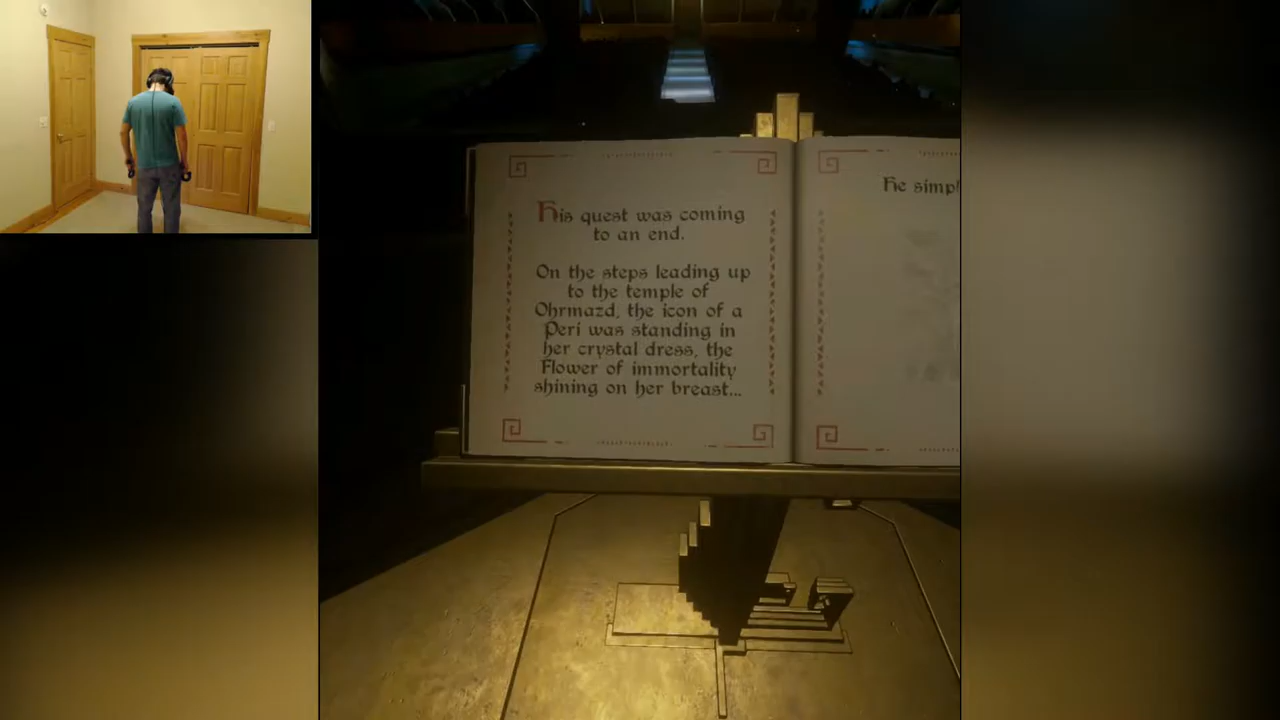 His quest was coming
to an end.
On the steps leading up
to the temple of
Ohrmazd, the icon of a
Peri was standing in
her crystal dress, the
Flower of immortality
shining on her breast...
He simpl